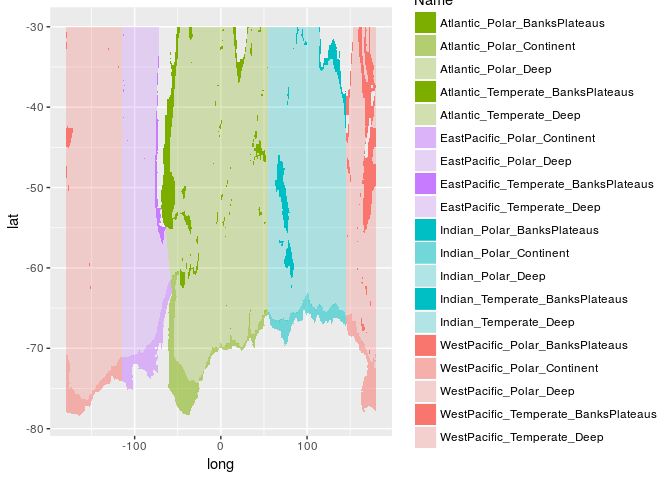 Name
-30
-40
-50
-60
-70
-80
lat
-100
0
100
long
Atlantic_Polar_BanksPlateaus
Atlantic_Polar_Continent
Atlantic_Polar_Deep
Atlantic_Temperate_BanksPlateaus
Atlantic_Temperate_Deep
EastPacific_Polar_Continent
EastPacific_Polar_Deep
EastPacific_Temperate_BanksPlateaus
EastPacific_Temperate_Deep
Indian_Polar_BanksPlateaus
Indian_Polar_Continent
Indian_Polar_Deep
Indian_Temperate_BanksPlateaus
Indian_Temperate_Deep
WestPacific_Polar_BanksPlateaus
WestPacific_Polar_Continent
WestPacific_Polar_Deep
WestPacific_Temperate_BanksPlateaus
WestPacific_Temperate_Deep